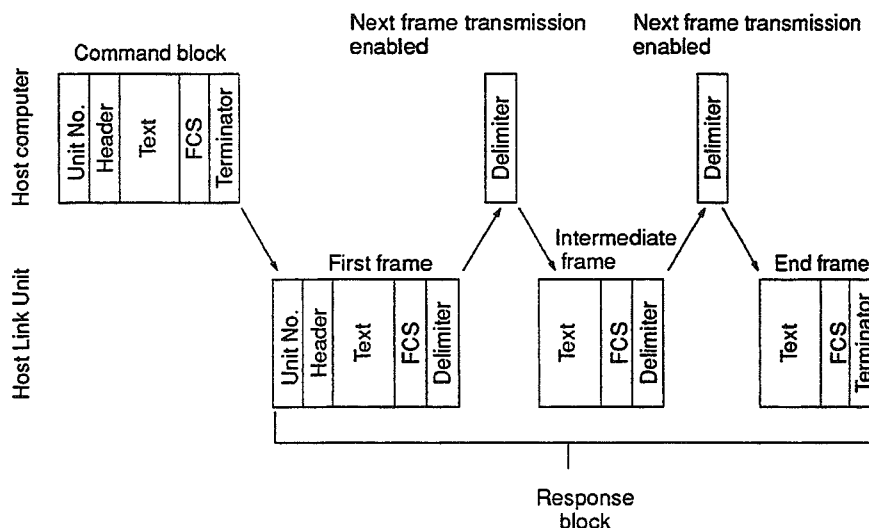 Next frame transmission
enabled
Next frame transmission
enabled
Command block
Host computer
Unit No.
Header
Text
FCS
Terminator
Delimiter
Delimiter
Host Link Unit
First frame
Unit No.
Header
Text
FCS
Delimiter
Intermediate
frame
Text
FCS
Delimiter
End frame
Text
FCS
Terminator
Response
block